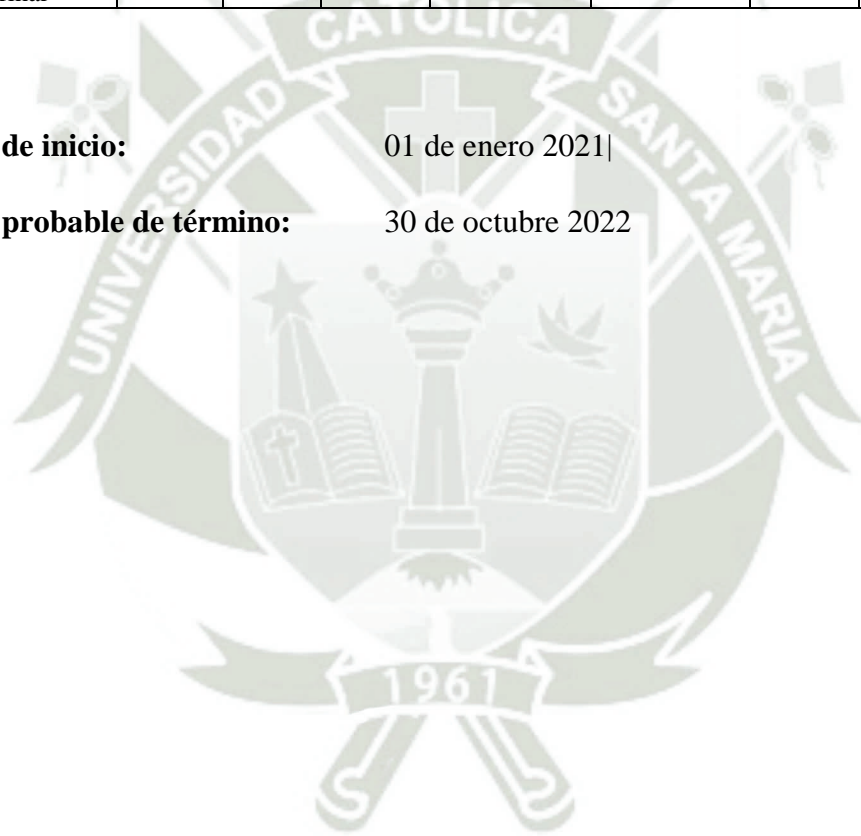 de inicio: 01 de enero 2021|
probable de término: 30 de octubre 2022
UNIVERSIDAD CATOLICA SANTA MARIA
1961